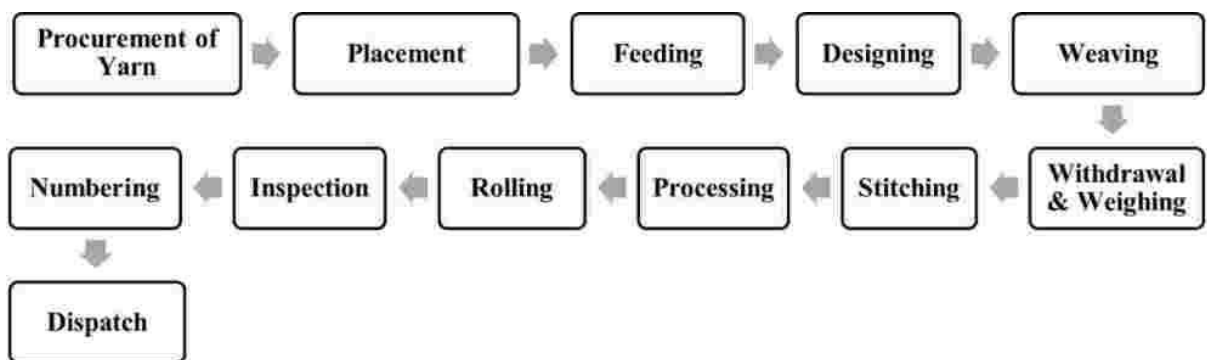 Procurement of
Yarn
Placement
Feeding
Designing
Weaving
Withdrawal
& Weighing
Stitching
Processing
Rolling
Inspection
Numbering
Dispatch